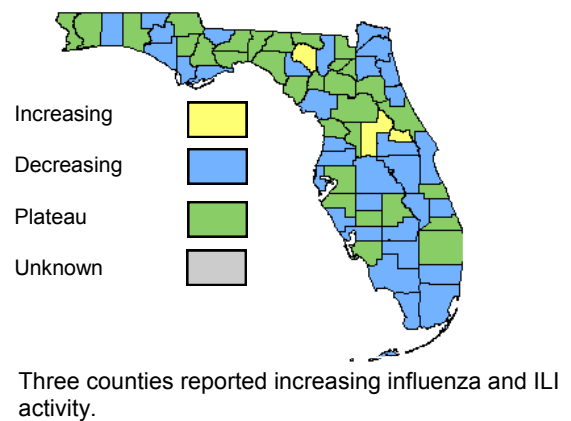 Increasing
Decreasing
Plateau
Unknown
Three counties reported increasing influenza and ILI
activity.